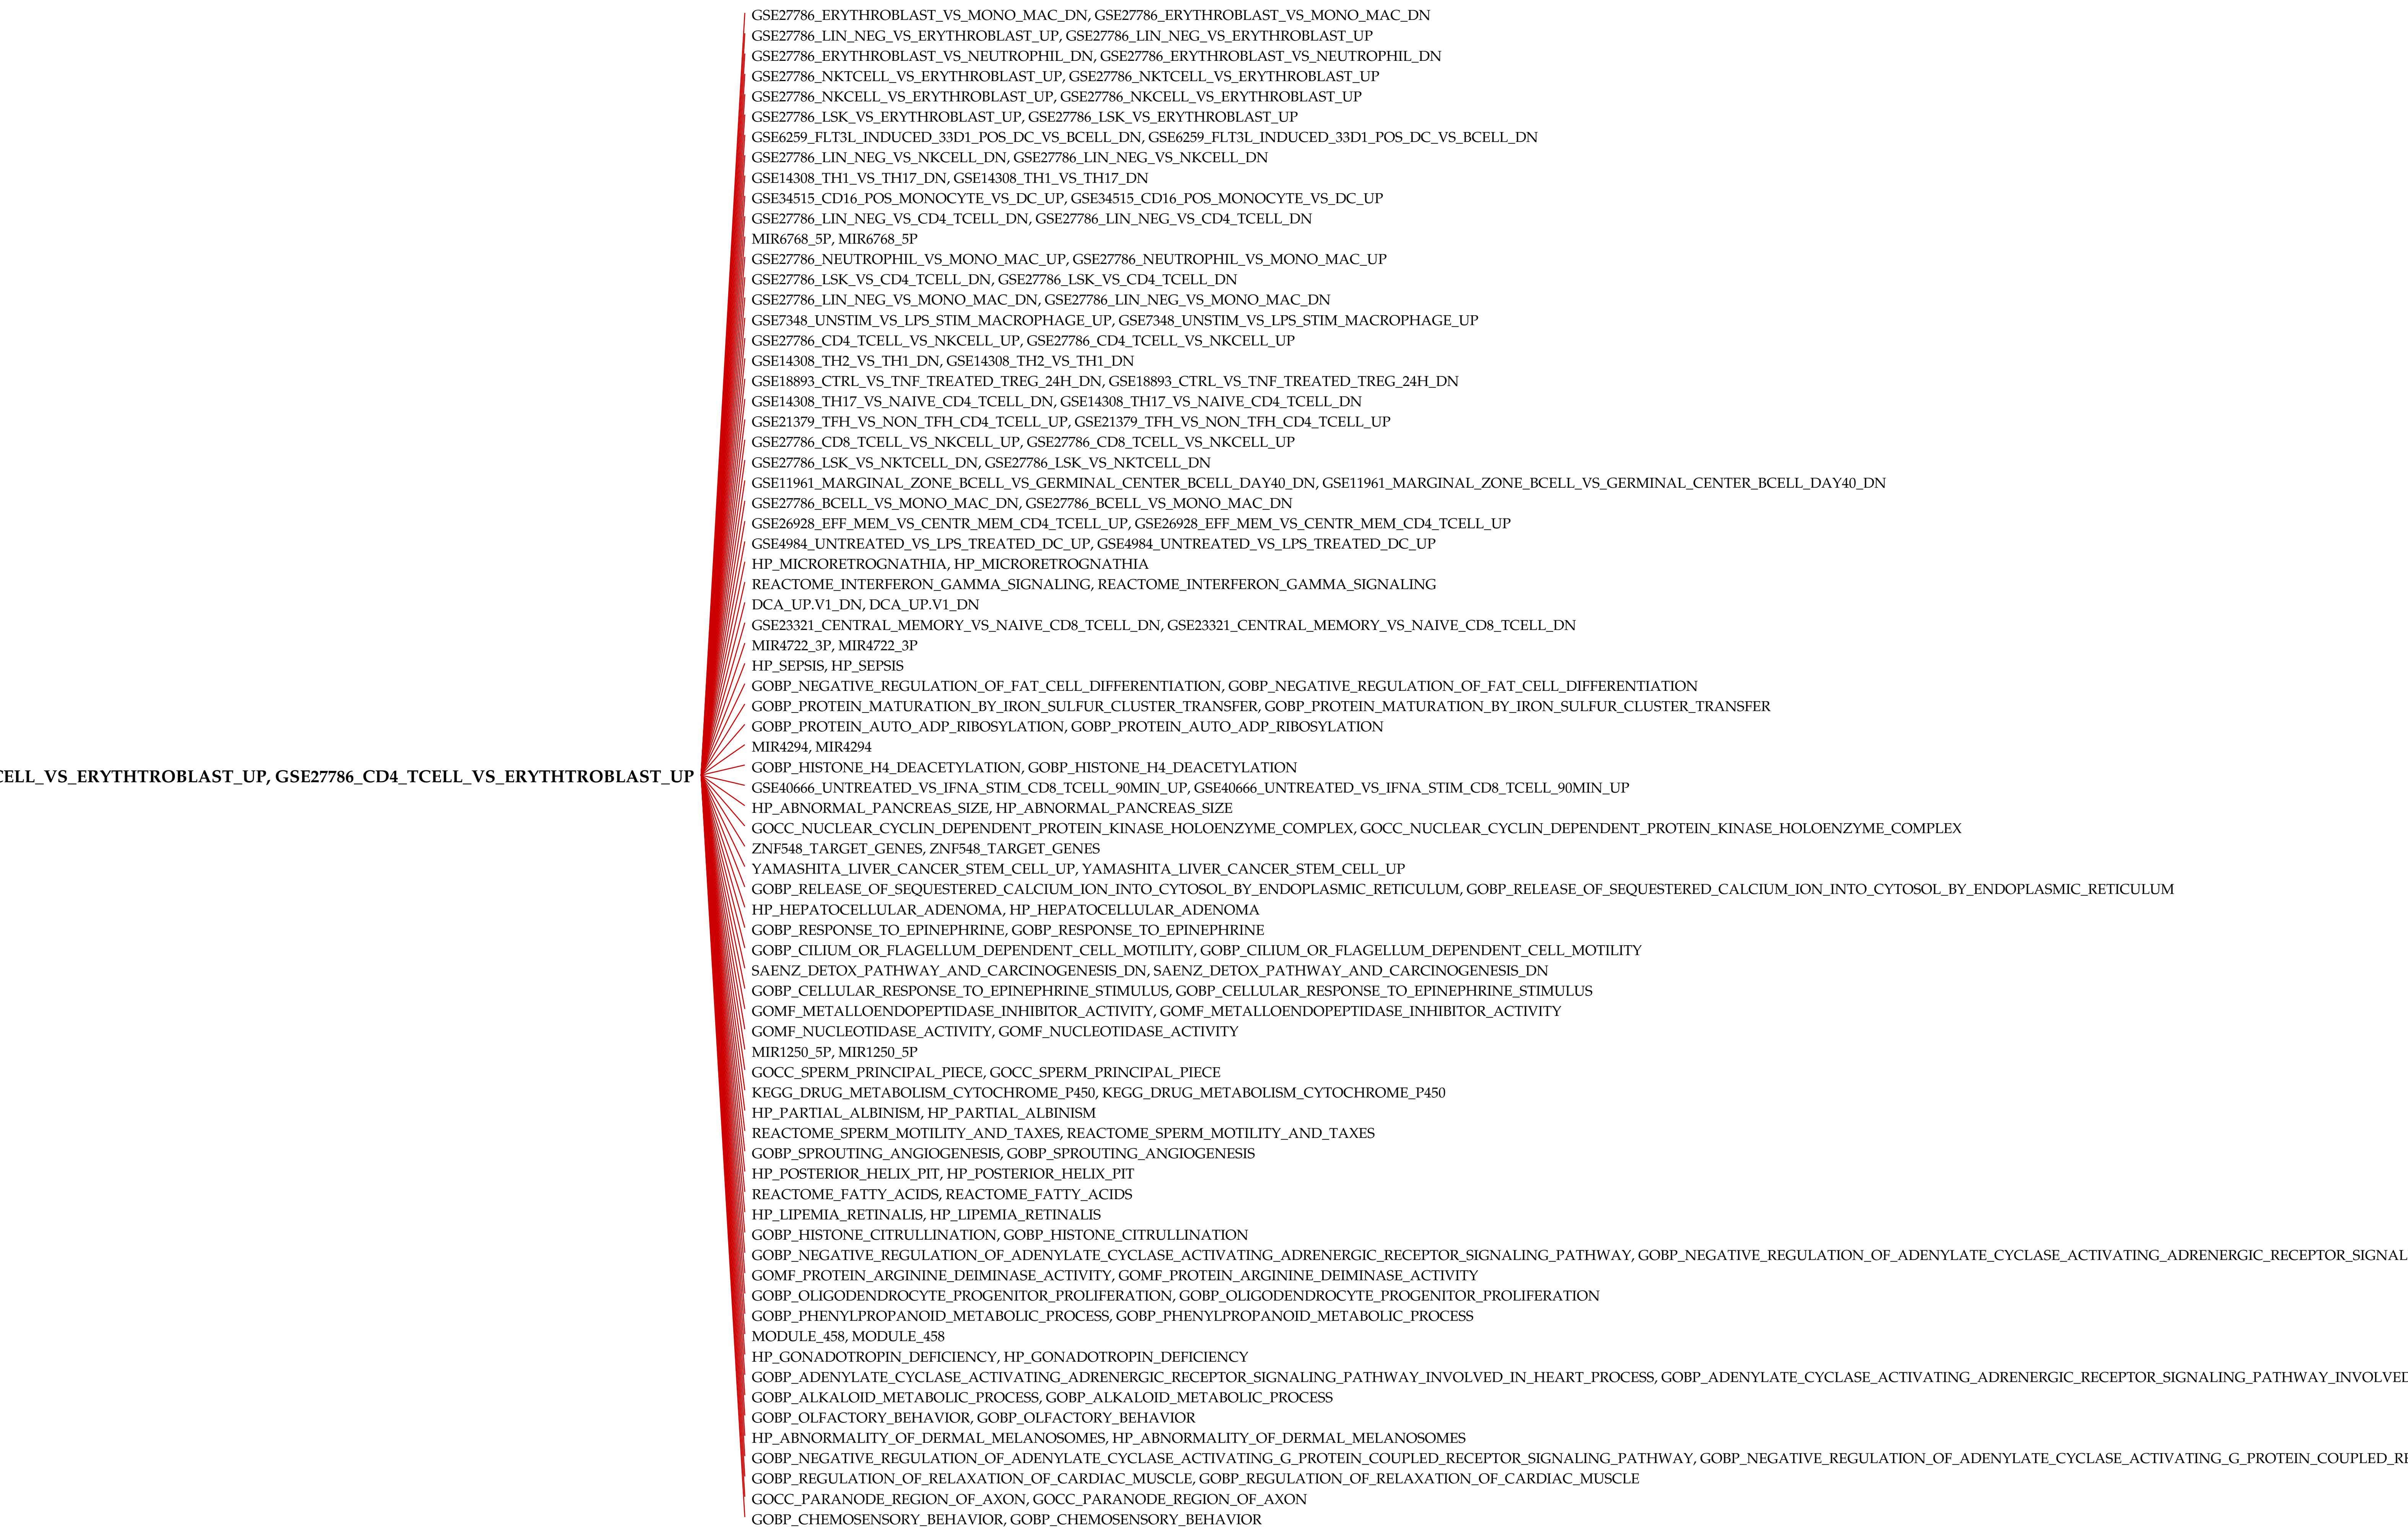 GSE27786_ERYTHROBLAST_VS_MONO_MAC_DN, GSE27786_ERYTHROBLAST_VS_MONO_MAC_DN
GSE27786_LIN_NEG_VS_ERYTHROBLAST_UP, GSE27786_LIN_NEG_VS_ERYTHROBLAST_UP
GSE27786_ERYTHROBLAST_VS_NEUTROPHIL_DN, GSE27786_ERYTHROBLAST_VS_NEUTROPHIL_DN
GSE27786_NKTCELL_VS_ERYTHROBLAST_UP, GSE27786_NKTCELL_VS_ERYTHROBLAST_UP
GSE27786_NKCELL_VS_ERYTHROBLAST_UP, GSE27786_NKCELL_VS_ERYTHROBLAST_UP
GSE27786_LSK_VS_ERYTHROBLAST_UP, GSE27786_LSK_VS_ERYTHROBLAST_UP
GSE6259_FLT3L_INDUCED_33D1_POS_DC_VS_BCELL_DN, GSE6259_FLT3L_INDUCED_33D1_POS_DC_VS_BCELL_DN
GSE27786_LIN_NEG_VS_NKCELL_DN, GSE27786_LIN_NEG_VS_NKCELL_DN
GSE14308_TH1_VS_TH17_DN, GSE14308_TH1_VS_TH17_DN
GSE34515_CD16_POS_MONOCYTE_VS_DC_UP, GSE34515_CD16_POS_MONOCYTE_VS_DC_UP
GSE27786_LIN_NEG_VS_CD4_TCELL_DN, GSE27786_LIN_NEG_VS_CD4_TCELL_DN
MIR6768_5P, MIR6768_5P
GSE27786_NEUTROPHIL_VS_MONO_MAC_UP, GSE27786_NEUTROPHIL_VS_MONO_MAC_UP
GSE27786_LSK_VS_CD4_TCELL_DN, GSE27786_LSK_VS_CD4_TCELL_DN
GSE27786_LIN_NEG_VS_MONO_MAC_DN, GSE27786_LIN_NEG_VS_MONO_MAC_DN
GSE7348_UNSTIM_VS_LPS_STIM_MACROPHAGE_UP, GSE7348_UNSTIM_VS_LPS_STIM_MACROPHAGE_UP
GSE27786_CD4_TCELL_VS_NKCELL_UP, GSE27786_CD4_TCELL_VS_NKCELL_UP
GSE14308_TH2_VS_TH1_DN, GSE14308_TH2_VS_TH1_DN
GSE18893_CTRL_VS_TNF_TREATED_TREG_24H_DN, GSE18893_CTRL_VS_TNF_TREATED_TREG_24H_DN
GSE14308_TH17_VS_NAIVE_CD4_TCELL_DN, GSE14308_TH17_VS_NAIVE_CD4_TCELL_DN
GSE21379_TFH_VS_NON_TFH_CD4_TCELL_UP, GSE21379_TFH_VS_NON_TFH_CD4_TCELL_UP
GSE27786_CD8_TCELL_VS_NKCELL_UP, GSE27786_CD8_TCELL_VS_NKCELL_UP
GSE27786_LSK_VS_NKTCELL_DN, GSE27786_LSK_VS_NKTCELL_DN
GSE11961_MARGINAL_ZONE_BCELL_VS_GERMINAL_CENTER_BCELL_DAY40_DN, GSE11961_MARGINAL_ZONE_BCELL_VS_GERMINAL_CENTER_BCELL_DAY40_DN
GSE27786_BCELL_VS_MONO_MAC_DN, GSE27786_BCELL_VS_MONO_MAC_DN
GSE26928_EFF_MEM_VS_CENTR_MEM_CD4_TCELL_UP, GSE26928_EFF_MEM_VS_CENTR_MEM_CD4_TCELL_UP
GSE4984_UNTREATED_VS_LPS_TREATED_DC_UP, GSE4984_UNTREATED_VS_LPS_TREATED_DC_UP
HP_MICRORETROGNATHIA, HP_MICRORETROGNATHIA
REACTOME_INTERFERON_GAMMA_SIGNALING, REACTOME_INTERFERON_GAMMA_SIGNALING
DCA_UP.V1_DN, DCA_UP.V1_DN
GSE23321_CENTRAL_MEMORY_VS_NAIVE_CD8_TCELL_DN, GSE23321_CENTRAL_MEMORY_VS_NAIVE_CD8_TCELL_DN
MIR4722_3P, MIR4722_3P
HP_SEPSIS, HP_SEPSIS
GOBP_NEGATIVE_REGULATION_OF_FAT_CELL_DIFFERENTIATION, GOBP_NEGATIVE_REGULATION_OF_FAT_CELL_DIFFERENTIATION
GOBP_PROTEIN_MATURATION_BY_IRON_SULFUR_CLUSTER_TRANSFER, GOBP_PROTEIN_MATURATION_BY_IRON_SULFUR_CLUSTER_TRANSFER
GOBP_PROTEIN_AUTO_ADP_RIBOSYLATION, GOBP_PROTEIN_AUTO_ADP_RIBOSYLATION
MIR4294, MIR4294
GOBP_HISTONE_H4_DEACETYLATION, GOBP_HISTONE_H4_DEACETYLATION
CELL_VS_ERYTHTROBLAST_UP, GSE27786_CD4_TCELL_VS_ERYTHTROBLAST_UP
GSE40666_UNTREATED_VS_IFNA_STIM_CD8_TCELL_90MIN_UP, GSE40666_UNTREATED_VS_IFNA_STIM_CD8_TCELL_90MIN_UP
HP_ABNORMAL_PANCREAS_SIZE, HP_ABNORMAL_PANCREAS_SIZE
GOCC_NUCLEAR_CYCLIN_DEPENDENT_PROTEIN_KINASE_HOLOENZYME_COMPLEX, GOCC_NUCLEAR_CYCLIN_DEPENDENT_PROTEIN_KINASE_HOLOENZYME_COMPLEX
ZNF548_TARGET_GENES, ZNF548_TARGET_GENES
YAMASHITA_LIVER_CANCER_STEM_CELL_UP, YAMASHITA_LIVER_CANCER_STEM_CELL_UP
GOBP_RELEASE_OF_SEQUESTERED_CALCIUM_ION_INTO_CYTOSOL_BY_ENDOPLASMIC_RETICULUM, GOBP_RELEASE_OF_SEQUESTERED_CALCIUM_ION_INTO_CYTOSOL_BY_ENDOPLASMIC_RETICULUM
HP_HEPATOCELLULAR_ADENOMA, HP_HEPATOCELLULAR_ADENOMA
GOBP_RESPONSE_TO_EPINEPHRINE, GOBP_RESPONSE_TO_EPINEPHRINE
GOBP_CILIUM_OR_FLAGELLUM_DEPENDENT_CELL_MOTILITY, GOBP_CILIUM_OR_FLAGELLUM_DEPENDENT_CELL_MOTILITY
SAENZ_DETOX_PATHWAY_AND_CARCINOGENESIS_DN, SAENZ_DETOX_PATHWAY_AND_CARCINOGENESIS_DN
GOBP_CELLULAR_RESPONSE_TO_EPINEPHRINE_STIMULUS, GOBP_CELLULAR_RESPONSE_TO_EPINEPHRINE_STIMULUS
GOMF_METALLOENDOPEPTIDASE_INHIBITOR_ACTIVITY, GOMF_METALLOENDOPEPTIDASE_INHIBITOR_ACTIVITY
GOMF_NUCLEOTIDASE_ACTIVITY, GOMF_NUCLEOTIDASE_ACTIVITY
MIR1250_5P, MIR1250_5P
GOCC_SPERM_PRINCIPAL_PIECE, GOCC_SPERM_PRINCIPAL_PIECE
KEGG_DRUG_METABOLISM_CYTOCHROME_P450, KEGG_DRUG_METABOLISM_CYTOCHROME_P450
HP_PARTIAL_ALBINISM, HP_PARTIAL_ALBINISM
REACTOME_SPERM_MOTILITY_AND_TAXES, REACTOME_SPERM_MOTILITY_AND_TAXES
GOBP_SPROUTING_ANGIOGENESIS, GOBP_SPROUTING_ANGIOGENESIS
HP_POSTERIOR_HELIX_PIT, HP_POSTERIOR_HELIX_PIT
REACTOME_FATTY_ACIDS, REACTOME_FATTY_ACIDS
HP_LIPEMIA_RETINALIS, HP_LIPEMIA_RETINALIS
GOBP_HISTONE_CITRULLINATION, GOBP_HISTONE_CITRULLINATION
GOBP_NEGATIVE_REGULATION_OF_ADENYLATE_CYCLASE_ACTIVATING_ADRENERGIC_RECEPTOR_SIGNALING_PATHWAY, GOBP_NEGATIVE_REGULATION_OF_ADENYLATE_CYCLASE_ACTIVATING_ADRENERGIC_RECEPTOR_SIGNAL
GOMF_PROTEIN_ARGININE_DEIMINASE_ACTIVITY, GOMF_PROTEIN_ARGININE_DEIMINASE_ACTIVITY
GOBP_OLIGODENDROCYTE_PROGENITOR_PROLIFERATION, GOBP_OLIGODENDROCYTE_PROGENITOR_PROLIFERATION
GOBP_PHENYLPROPANOID_METABOLIC_PROCESS, GOBP_PHENYLPROPANOID_METABOLIC_PROCESS
MODULE_458, MODULE_458
HP_GONADOTROPIN_DEFICIENCY, HP_GONADOTROPIN_DEFICIENCY
GOBP_ADENYLATE_CYCLASE_ACTIVATING_ADRENERGIC_RECEPTOR_SIGNALING_PATHWAY_INVOLVED_IN_HEART_PROCESS, GOBP_ADENYLATE_CYCLASE_ACTIVATING_ADRENERGIC_RECEPTOR_SIGNALING_PATHWAY_INVOLVED
GOBP_ALKALOID_METABOLIC_PROCESS, GOBP_ALKALOID_METABOLIC_PROCESS
GOBP_OLFACTORY_BEHAVIOR, GOBP_OLFACTORY_BEHAVIOR
HP_ABNORMALITY_OF_DERMAL_MELANOSOMES, HP_ABNORMALITY_OF_DERMAL_MELANOSOMES
GOBP_NEGATIVE_REGULATION_OF_ADENYLATE_CYCLASE_ACTIVATING_G_PROTEIN_COUPLED_RECEPTOR_SIGNALING_PATHWAY, GOBP_NEGATIVE_REGULATION_OF_ADENYLATE_CYCLASE_ACTIVATING_G_PROTEIN_COUPLED_RE
GOBP_REGULATION_OF_RELAXATION_OF_CARDIAC_MUSCLE, GOBP_REGULATION_OF_RELAXATION_OF_CARDIAC_MUSCLE
GOCC_PARANODE_REGION_OF_AXON, GOCC_PARANODE_REGION_OF_AXON
GOBP_CHEMOSENSORY_BEHAVIOR, GOBP_CHEMOSENSORY_BEHAVIOR